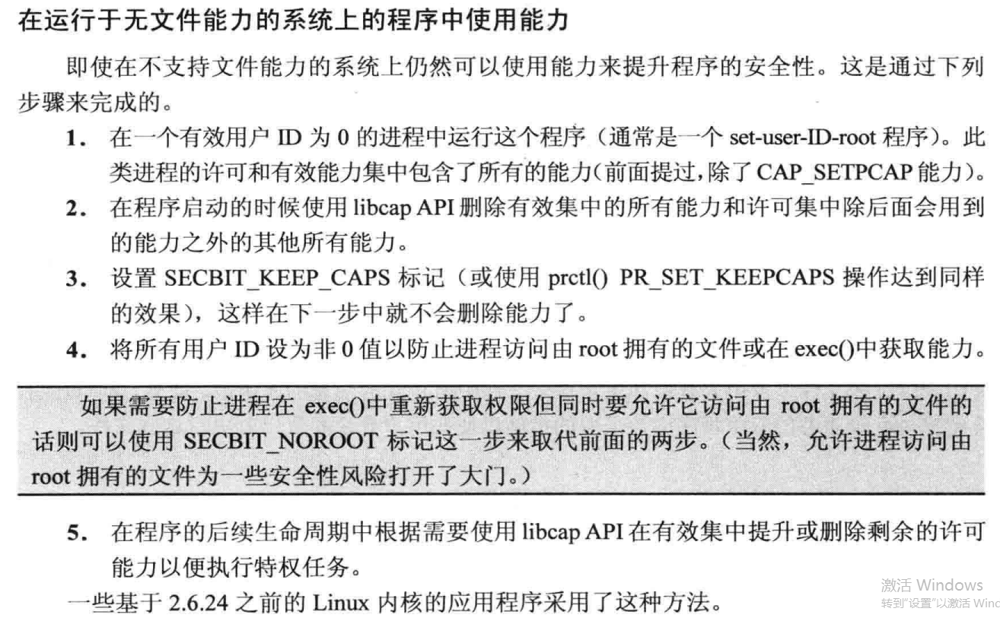 在运行于无文件能力的系统上的程序中使用能力
即使在不支持文件能力的系统上仍然可以使用能力来提升程序的安全性。这是通过下列
步骤来完成的。
1. 在一个有效用户 ID 为 0 的进程中运行这个程序（通常是一个 set-user-ID-root 程序）。此
类进程的许可和有效能力集中包含了所有的能力（前面提过，除了 CAP_SETPCAP 能力）。
2. 在程序启动的时候使用 libcap API 删除有效集中的所有能力和许可集中除后面会用到
的能力之外的其他所有能力。
3. 设置 SECBIT_KEEP_CAPS 标记（或使用 prctl() PR_SET_KEEPCAPS 操作达到同样
的效果），这样在下一步中就不会删除能力了。
4. 将所有用户 ID 设为非 0 值以防止进程访问由 root 拥有的文件或在 exec()中获取能力。
如果需要防止进程在 exec()中重新获取权限但同时要允许它访问由 root 拥有的文件的
话则可以使用 SECBIT_NOROOT 标记这一步来取代前面的两步。（当然，允许进程访问由
root 拥有的文件为一些安全性风险打开了大门。）
5. 在程序的后续生命周期中根据需要使用 libcap API 在有效集中提升或删除剩余的许可
能力以便执行特权任务。
一些基于 2.6.24 之前的 Linux 内核的应用程序采用了这种方法。
激活 Windows
转到"设置"以激活 Winc